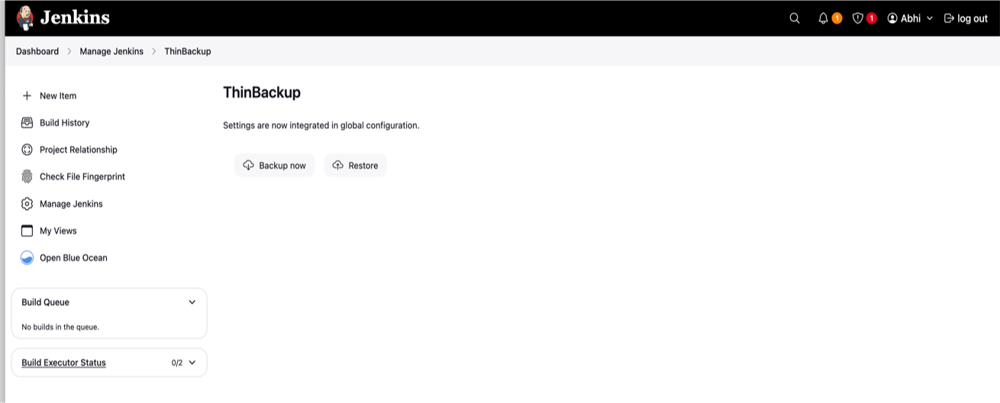 Jenkins
1
1
Abhi
log out
Dashboard > Manage Jenkins > ThinBackup
New Item
Build History
Project Relationship
Check File Fingerprint
Manage Jenkins
My Views
Open Blue Ocean
Build Queue
No builds in the queue.
Build Executor Status 0/2
ThinBackup
Settings are now integrated in global configuration.
Backup now
Restore